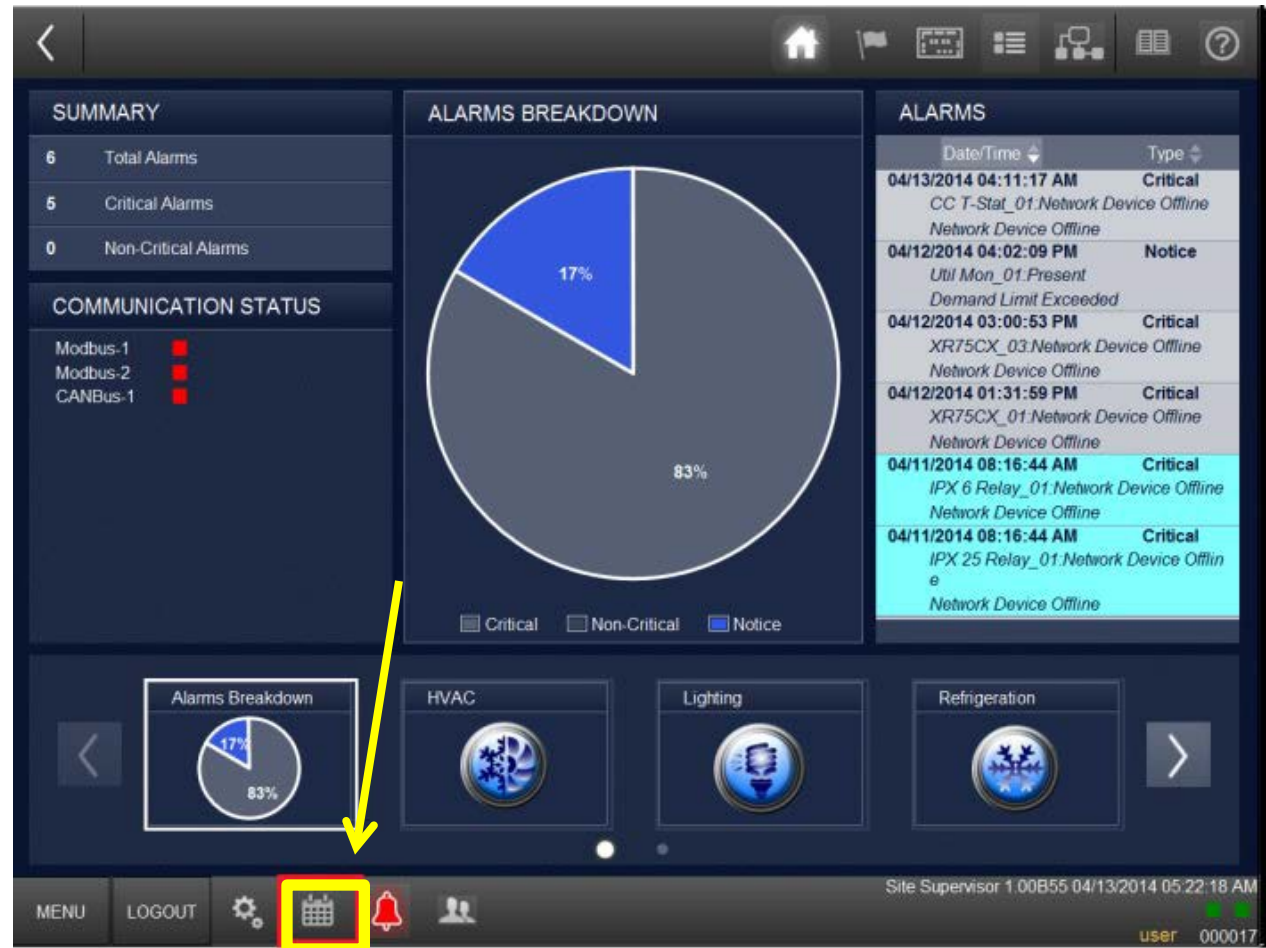 SUMMARY
6 Total Alarms
5 Critical Alarms
0 Non-Critical Alarms
COMMUNICATION STATUS
Modbus-1
Modbus-2
CANBus-1
ALARMS BREAKDOWN
17%
83%
Critical Non-Critical Notice
ALARMS
Date/Time Type
04/13/2014 04:11:17 AM Critical
CC T-Stat_01:Network Device Offline
Network Device Offline
04/12/2014 04:02:09 PM Notice
Util Mon_01:Present
Demand Limit Exceeded
04/12/2014 03:00:53 PM Critical
XR75CX_03:Network Device Offline
Network Device Offline
04/12/2014 01:31:59 PM Critical
XR75CX_01:Network Device Offline
Network Device Offline
04/11/2014 08:16:44 AM Critical
IPX 6 Relay_01:Network Device Offline
Network Device Offline
04/11/2014 08:16:44 AM Critical
IPX 25 Relay_01:Network Device Offlin
e
Network Device Offline
Alarms Breakdown
17%
83%
HVAC
Lighting
Refrigeration
MENU
LOGOUT
Site Supervisor 1.00B55 04/13/2014 05:22:18 AM
user 000017